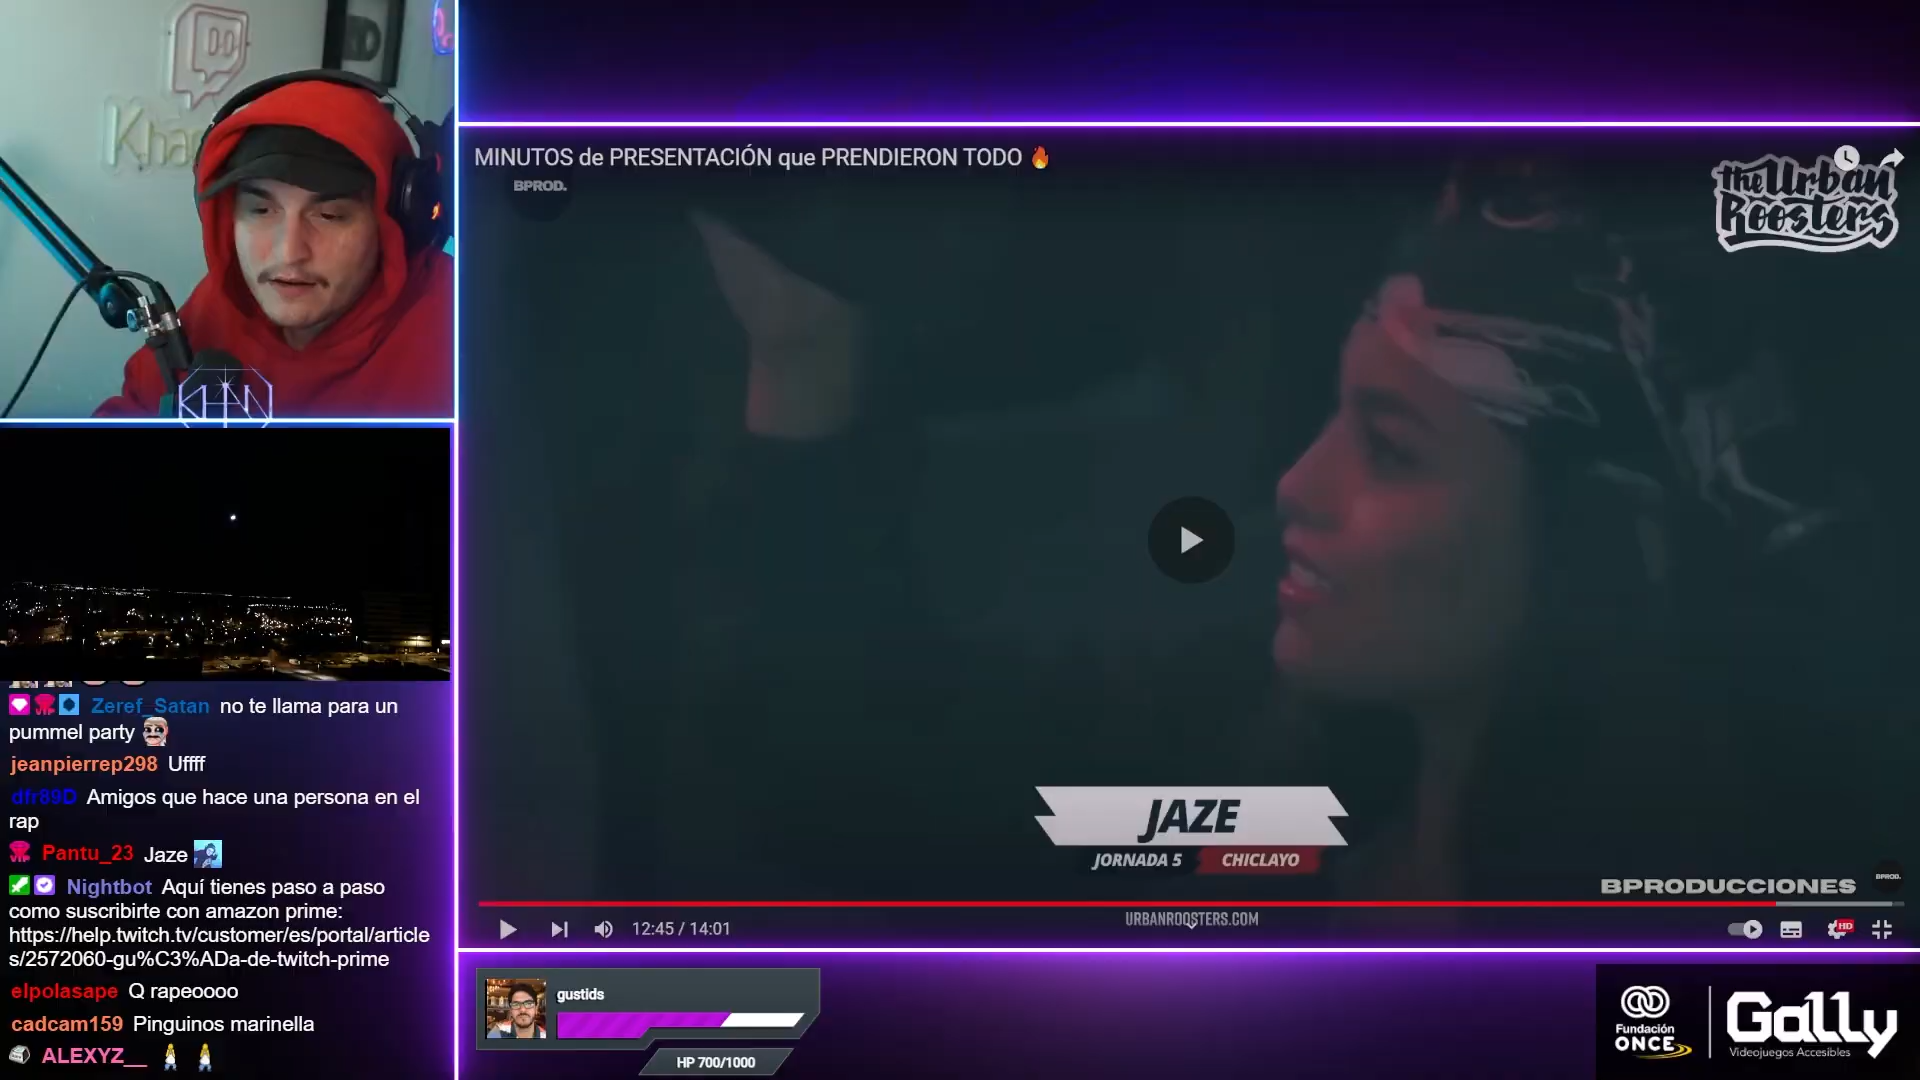 Kha
KHAN
MINUTOS de PRESENTACIÓN que PRENDIERON TODO 🔥
BPROD.
the Urban
Roosters
JAZE
JORNADA 5 CHICLAYO
BPRODUCCIONES
BPROD.
URBANROOSTERS.COM
12:45 / 14:01
HD
Zeref_Satan no te llama para un
pummel party
jeanpierrep298 Uffff
dfr89D Amigos que hace una persona en el
rap
Pantu_23 Jaze
Nightbot Aquí tienes paso a paso
como suscribirte con amazon prime:
https://help.twitch.tv/customer/es/portal/article
s/2572060-gu%C3%ADa-de-twitch-prime
elpolasape Q rapeoooo
cadcam159 Pinguinos marinella
ALEXYZ__
gustids
HP 700/1000
Fundación
ONCE
Gally
Videojuegos Accesibles